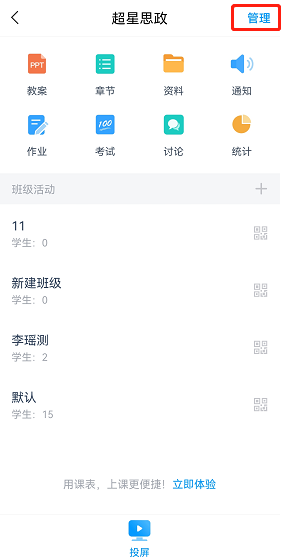 超星思政 管理
PPT 100
教案 章节 资料 通知
作业 考试 讨论 统计
班级活动
11
学生：0
新建班级
学生：0
李瑶测
学生：2
默认
学生：15
用课表，上课更便捷！立即体验
投屏